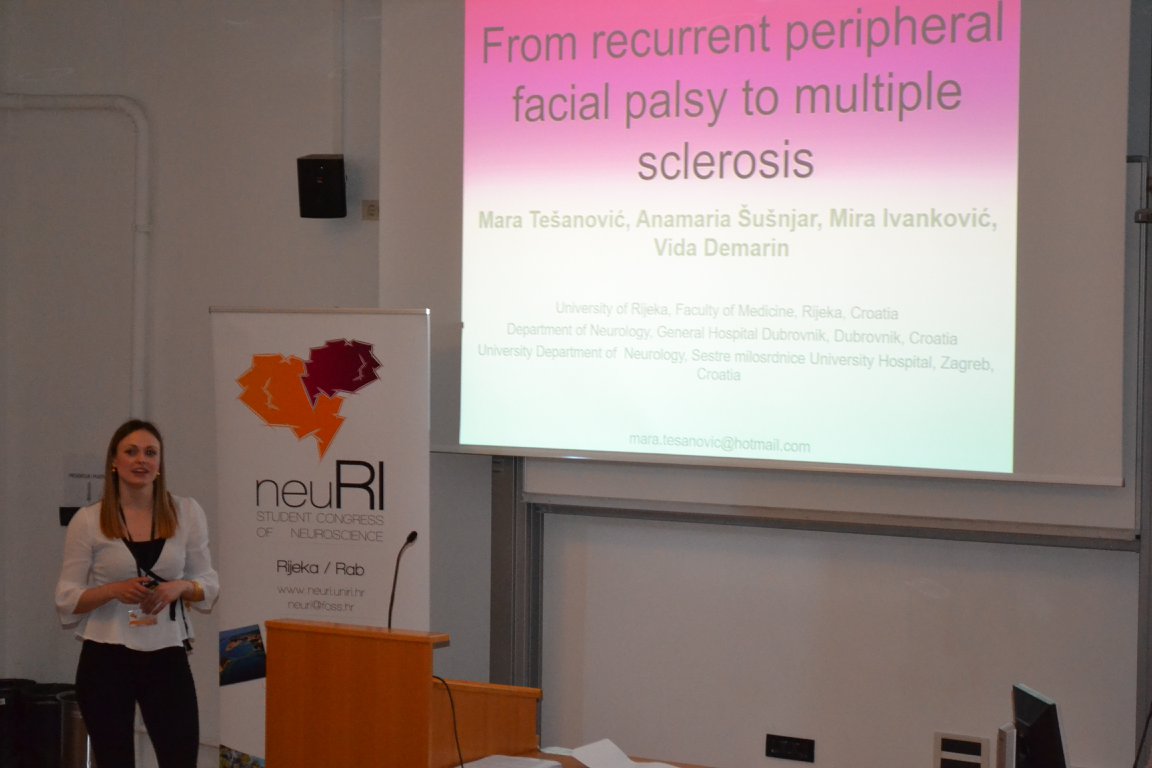 From recurrent peripheral
facial palsy to multiple
sclerosis
Mara Tešanović, Anamaria Šušnjar, Mira Ivanković,
Vida Demarin
University of Rijeka, Faculty of Medicine, Rijeka, Croatia
Department of Neurology, General Hospital Dubrovnik, Dubrovnik, Croatia
University Department of Neurology, Sestre milosrdnice University Hospital, Zagreb,
Croatia
mara.tesanovic@hotmail.com
neuRI
STUDENT CONGRESS
OF NEUROSCIENCE
Rijeka / Rab
www.neuri.uniri.hr
neuri@foss.hr